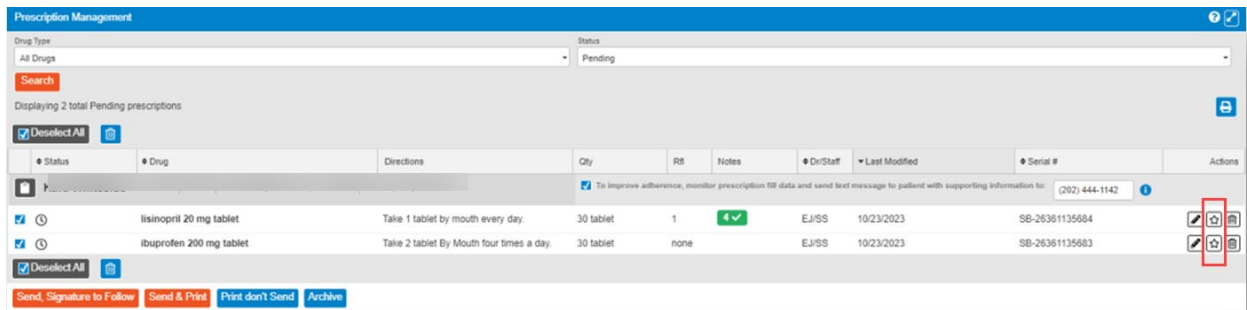 Prescription Management
Drug Type
Status
All Drugs
Pending
Search
Displaying 2 total Pending prescriptions
Deselect All
Status Drug Directions Qty Rfl Notes Dr/Staff Last Modified Serial # Actions
To improve adherence, monitor prescription fill data and send text message to patient with supporting information to: (202) 444-1142
lisinopril 20 mg tablet Take 1 tablet by mouth every day. 30 tablet 1 4 EJ/SS 10/23/2023 SB-26361135684
ibuprofen 200 mg tablet Take 2 tablet By Mouth four times a day. 30 tablet none EJ/SS 10/23/2023 SB-26361135683
Deselect All
Send, Signature to Follow Send & Print Print don't Send Archive